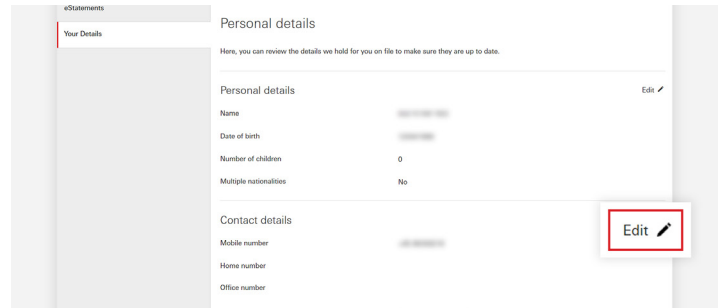 eStatements
Your Details
Personal details
Here, you can review the details we hold for you on file to make sure they are up to date.
Personal details
Edit
Name
Date of birth
Number of children 0
Multiple nationalities No
Contact details
Edit
Mobile number
Home number
Office number